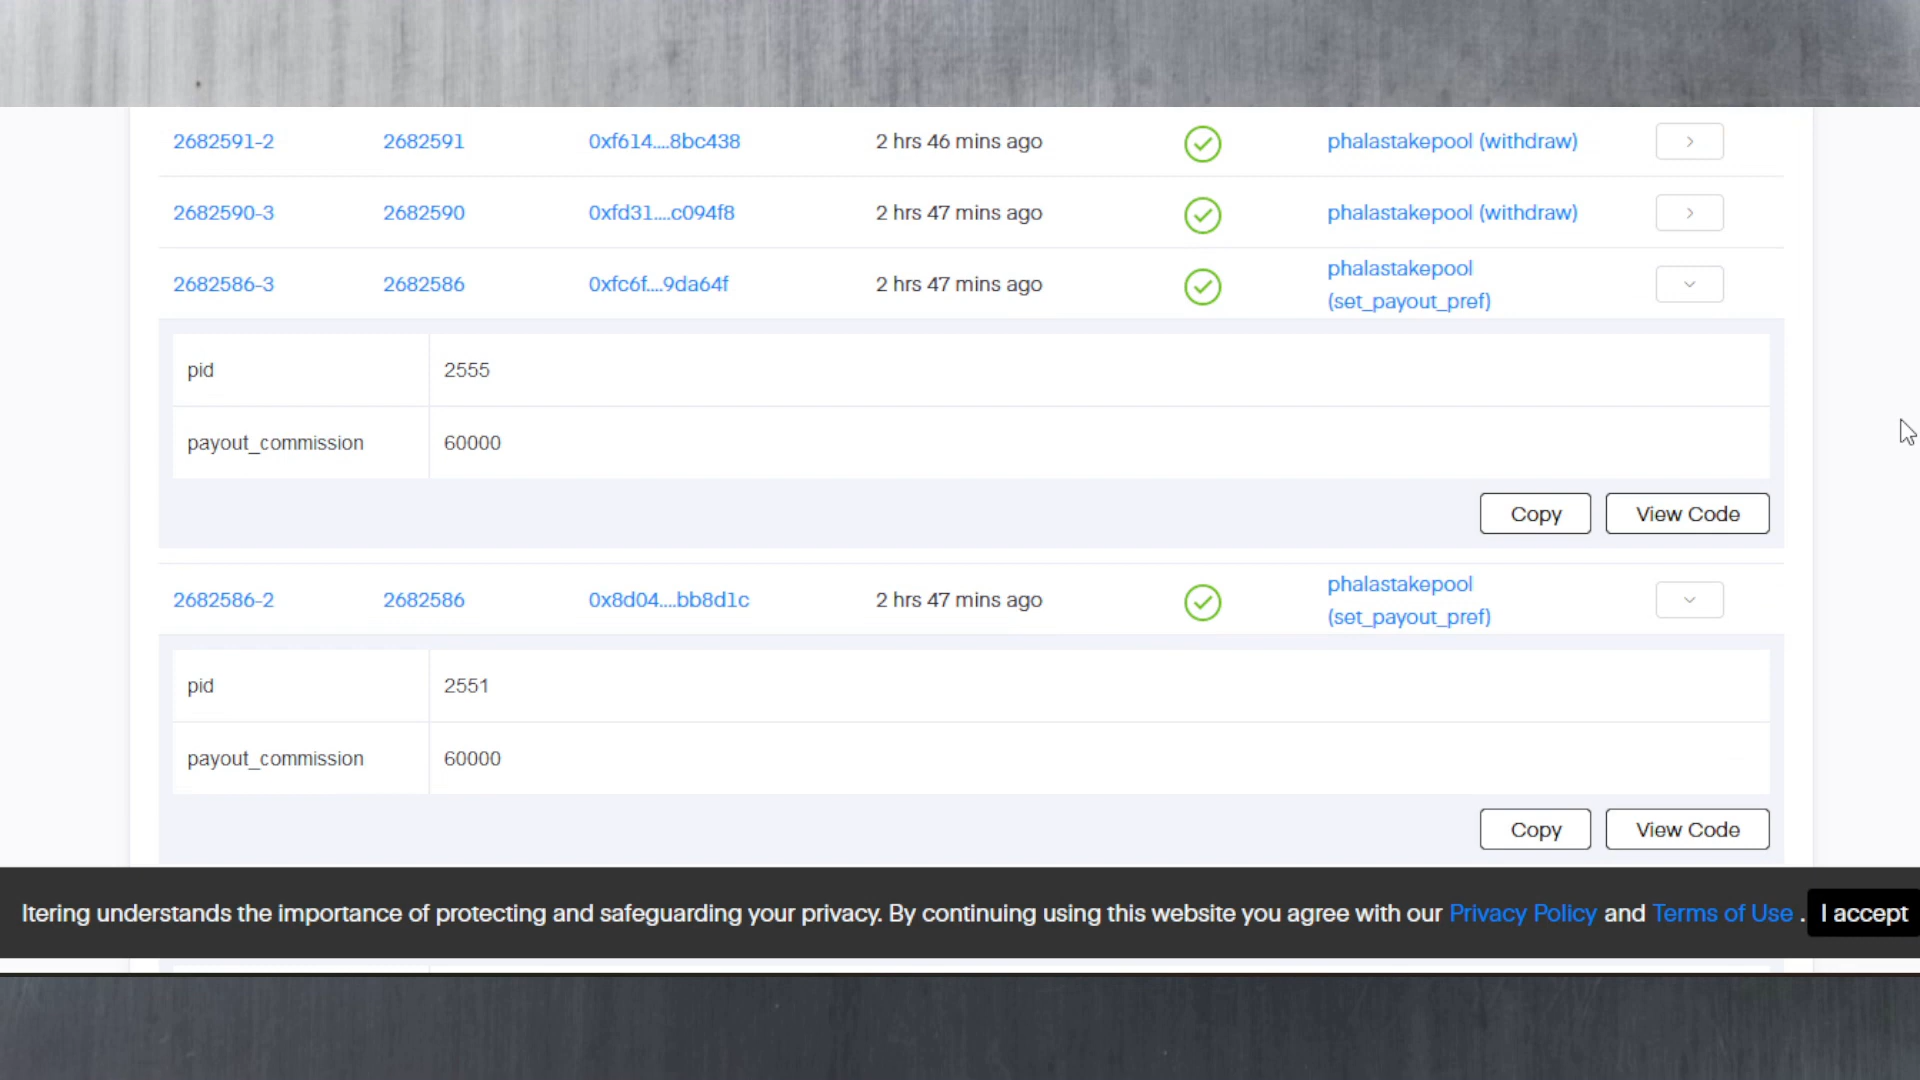 2682591-2 2682591 0xf614....8bc438 2 hrs 46 mins ago phalastakepool (withdraw)
2682590-3 2682590 0xfd31....c094f8 2 hrs 47 mins ago phalastakepool (withdraw)
2682586-3 2682586 0xfc6f....9da64f 2 hrs 47 mins ago phalastakepool
(set_payout_pref)
pid 2555
payout_commission 60000
Copy View Code
2682586-2 2682586 0x8d04....bb8d1c 2 hrs 47 mins ago phalastakepool
(set_payout_pref)
pid 2551
payout_commission 60000
Copy View Code
Itering understands the importance of protecting and safeguarding your privacy. By continuing using this website you agree with our Privacy Policy and Terms of Use . I accept